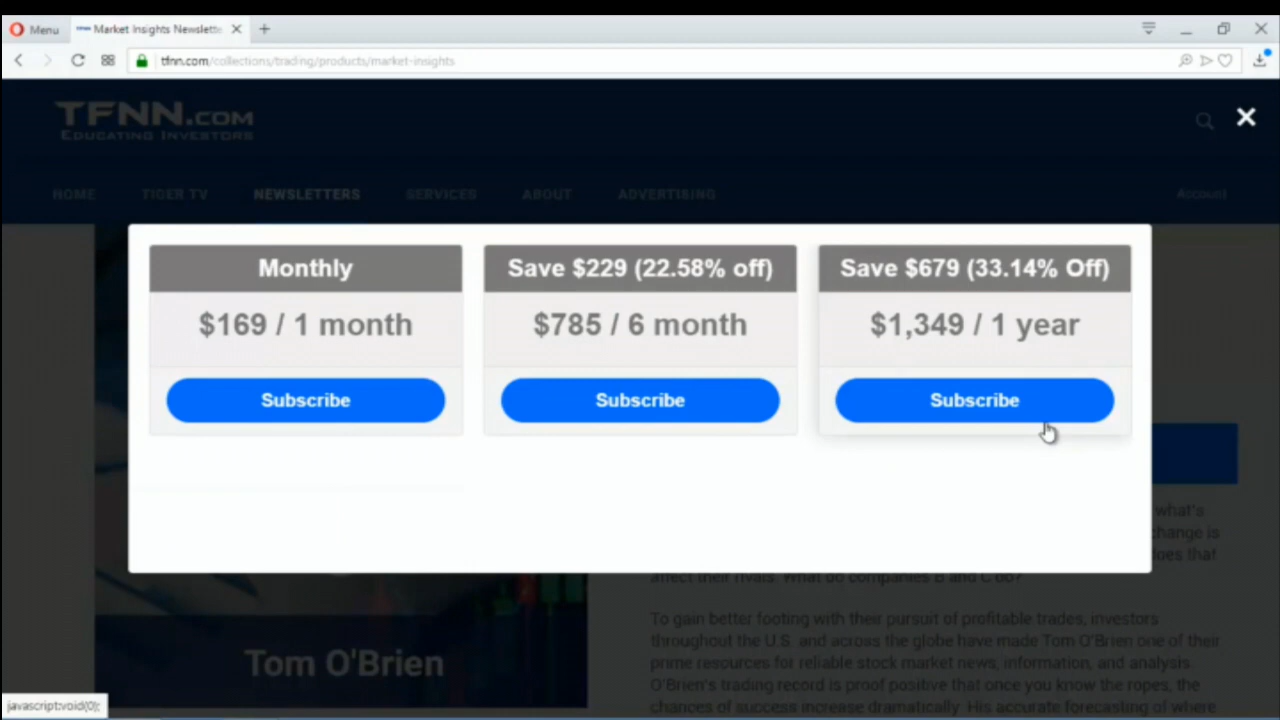 Menu
Market Insights Newslette
tfnn.com/collections/trading/products/market-insights
TFNN.COM
EDUCATING INVESTORS
HOME TIGER TV NEWSLETTERS SERVICES ABOUT ADVERTISING Account
Monthly
$169 / 1 month
Subscribe
Save $229 (22.58% off)
$785 / 6 month
Subscribe
Save $679 (33.14% Off)
$1,349 / 1 year
Subscribe
what's
change is
does that
affect their rivals. What do companies B and C do?
To gain better footing with their pursuit of profitable trades, investors
throughout the U.S. and across the globe have made Tom O'Brien one of their
prime resources for reliable stock market news, information, and analysis
O'Brien's trading record is proof positive that once you know the ropes, the
chances of success increase dramatically. His accurate forecasting of where
Tom O'Brien
javascript:void(0);